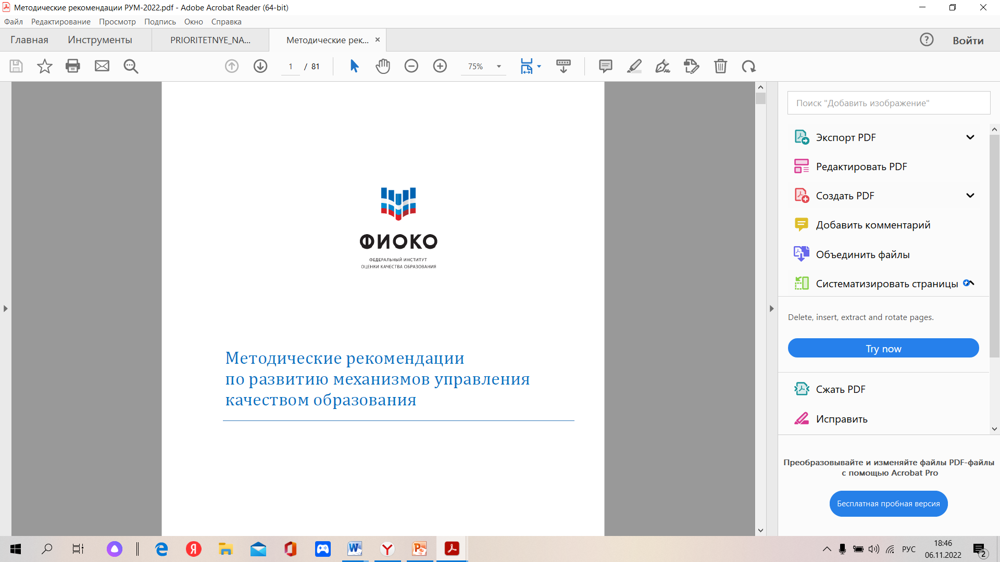 Методические рекомендации РУМ-2022.pdf - Adobe Acrobat Reader (64-bit)
Файл Редактирование Просмотр Подпись Окно Справка
Главная Инструменты PRIORITETNYE_NA... Методические рек... Войти
1 / 81 75%
ФИОКО
ФЕДЕРАЛЬНЫЙ ИНСТИТУТ
ОЦЕНКИ КАЧЕСТВА ОБРАЗОВАНИЯ
Методические рекомендации
по развитию механизмов управления
качеством образования
Поиск "Добавить изображение"
Экспорт PDF
Редактировать PDF
Создать PDF
Добавить комментарий
Объединить файлы
Систематизировать страницы
Delete, insert, extract and rotate pages.
Try now
Сжать PDF
Исправить
Преобразовывайте и изменяйте файлы PDF-файлы
с помощью Acrobat Pro
Бесплатная пробная версия
РУС
18:46
06.11.2022
2